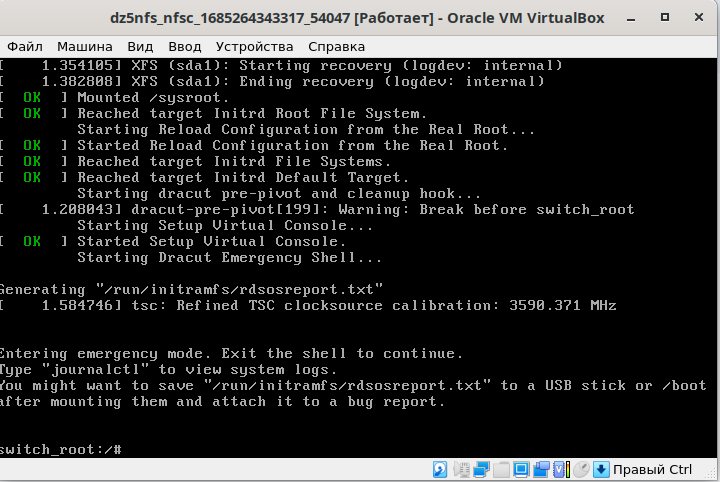 dz5nfs_nfsc_1685264343317_54047 [Работает] - Oracle VM VirtualBox
Файл Машина Вид Ввод Устройства Справка
[ 1.354105] XFS (sda1): Starting recovery (logdev: internal)
[ 1.382808] XFS (sda1): Ending recovery (logdev: internal)
[ OK ] Mounted /sysroot.
[ OK ] Reached target Initrd Root File System.
Starting Reload Configuration from the Real Root...
[ OK ] Started Reload Configuration from the Real Root.
[ OK ] Reached target Initrd File Systems.
[ OK ] Reached target Initrd Default Target.
Starting dracut pre-pivot and cleanup hook...
[ 1.208043] dracut-pre-pivot[199]: Warning: Break before switch_root
Starting Setup Virtual Console...
[ OK ] Started Setup Virtual Console.
Starting Dracut Emergency Shell...
Generating "/run/initramfs/rdsosreport.txt"
[ 1.584746] tsc: Refined TSC clocksource calibration: 3590.371 MHz
Entering emergency mode. Exit the shell to continue.
Type "journalctl" to view system logs.
You might want to save "/run/initramfs/rdsosreport.txt" to a USB stick or /boot
after mounting them and attach it to a bug report.
switch_root:/#
Правый Ctrl